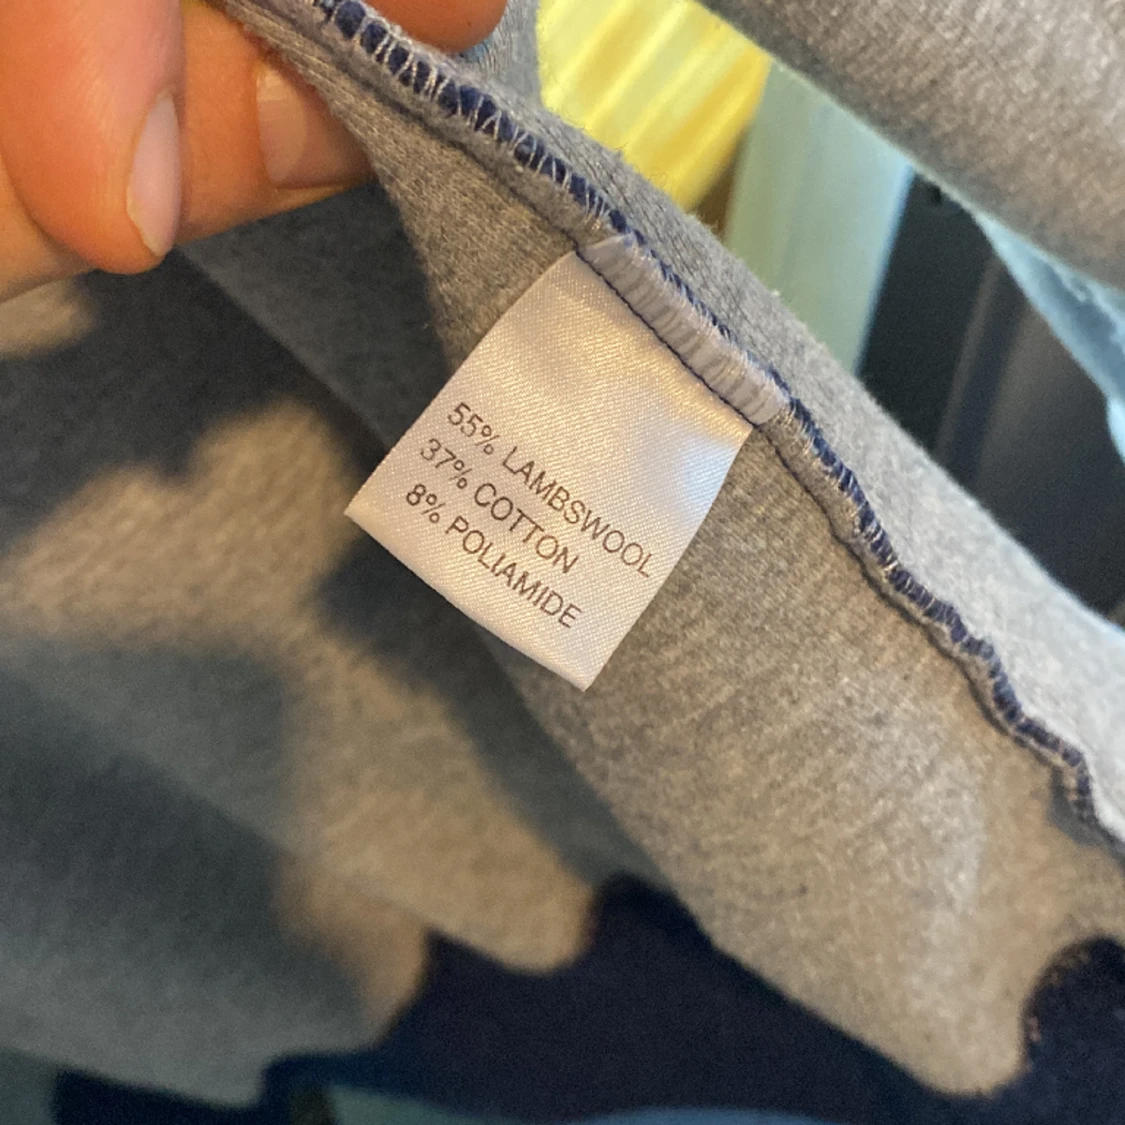 55% LAMBSWOOL
37% COTTON
8% POLIAMIDE